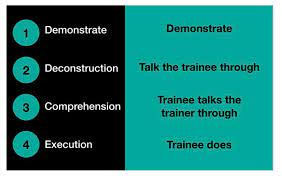 1 Demonstrate Demonstrate
2 Deconstruction Talk the trainee through
3 Comprehension Trainee talks the
trainer through
4 Execution Trainee does